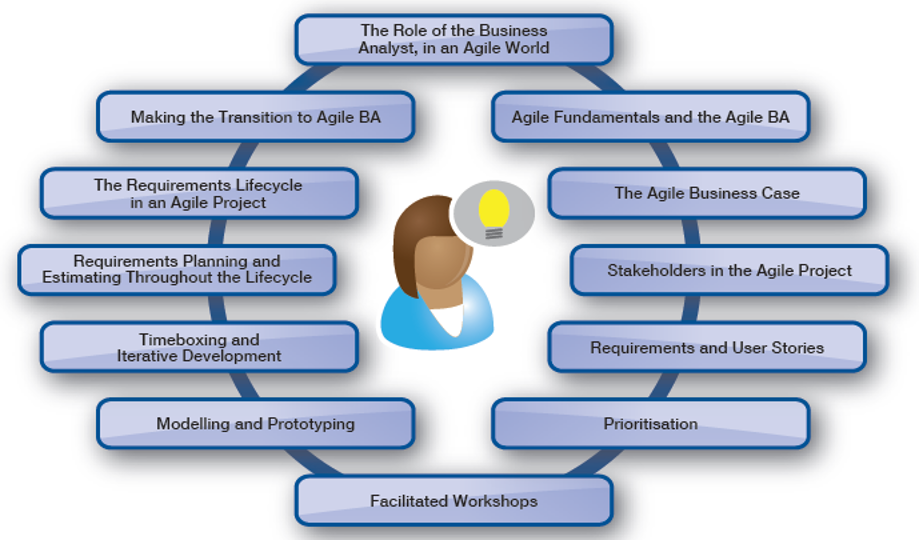 The Role of the Business
Analyst, in an Agile World
Making the Transition to Agile BA
Agile Fundamentals and the Agile BA
The Requirements Lifecycle
in an Agile Project
The Agile Business Case
Requirements Planning and
Estimating Throughout the Lifecycle
Stakeholders in the Agile Project
Timeboxing and
Iterative Development
Requirements and User Stories
Modelling and Prototyping
Prioritisation
Facilitated Workshops